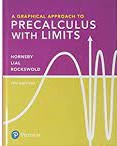 A GRAPHICAL APPROACH TO
PRECALCULUS
WITH LIMITS
HORNSBY
LIAL
ROCKSWOLD
Pearson